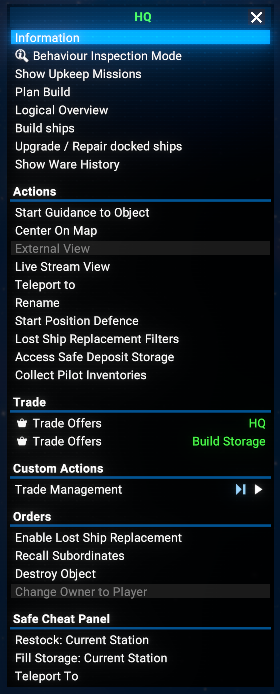 HQ
Information
Behaviour Inspection Mode
Show Upkeep Missions
Plan Build
Logical Overview
Build ships
Upgrade / Repair docked ships
Show Ware History
Actions
Start Guidance to Object
Center On Map
External View
Live Stream View
Teleport to
Rename
Start Position Defence
Lost Ship Replacement Filters
Access Safe Deposit Storage
Collect Pilot Inventories
Trade
Trade Offers HQ
Trade Offers Build Storage
Custom Actions
Trade Management
Orders
Enable Lost Ship Replacement
Recall Subordinates
Destroy Object
Change Owner to Player
Safe Cheat Panel
Restock: Current Station
Fill Storage: Current Station
Teleport To